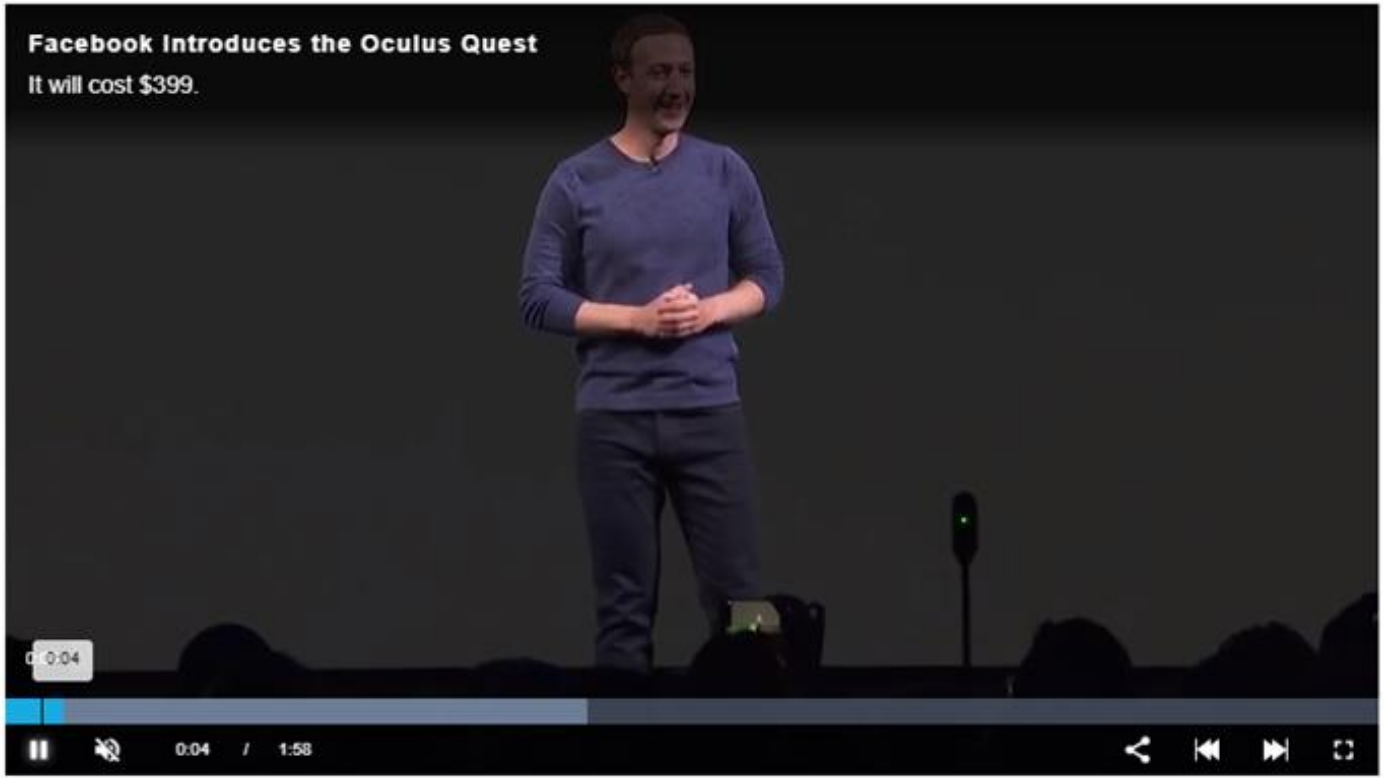 Facebook Introduces the Oculus Quest
It will cost $399.
0:04
0:04 / 1:58